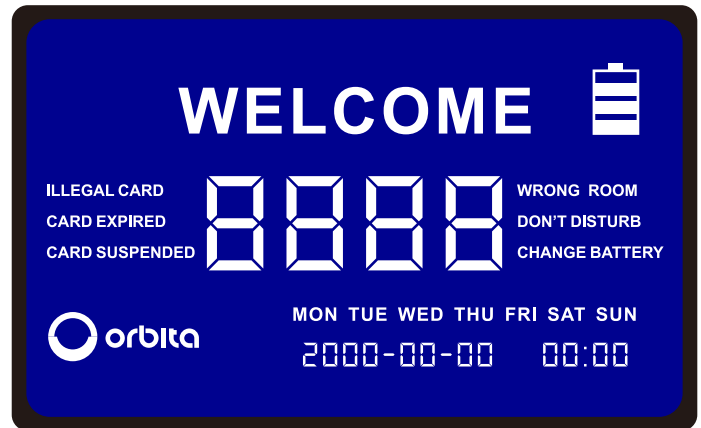 WELCOME
ILLEGAL CARD
CARD EXPIRED
CARD SUSPENDED
8888
WRONG ROOM
DON'T DISTURB
CHANGE BATTERY
orbita
MON TUE WED THU FRI SAT SUN
2000-00-00 00:00